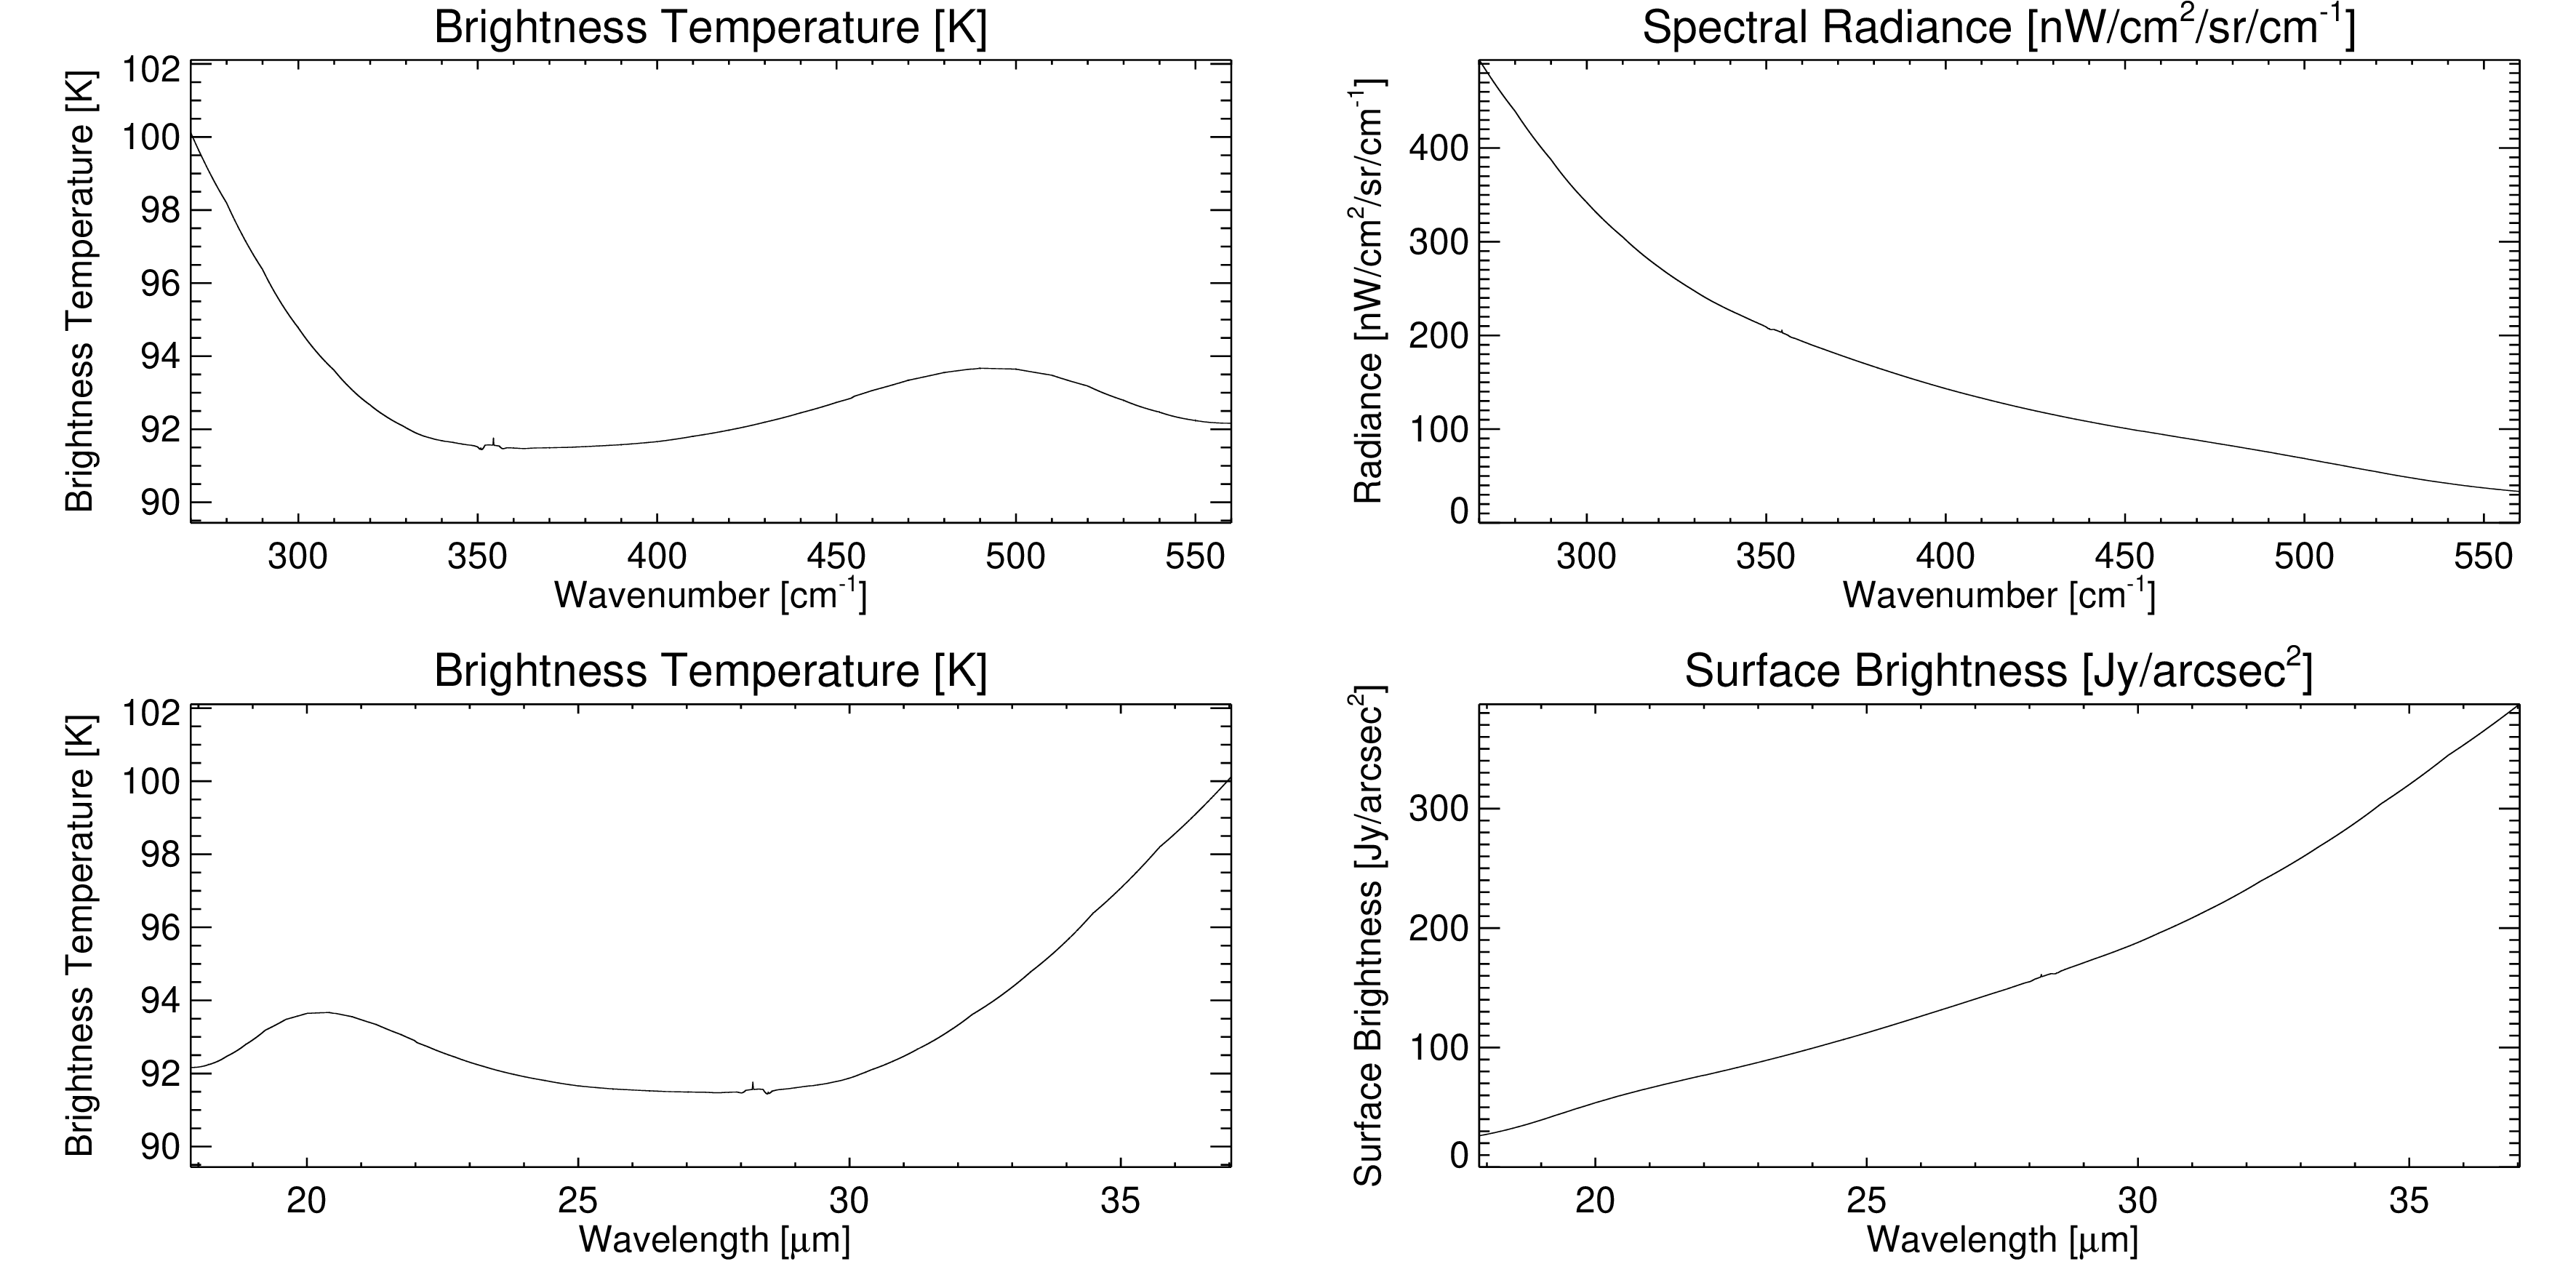 Brightness Temperature [K]
Brightness Temperature [K]
102
100
98
96
94
92
90
300 350 400 450 500 550
Wavenumber [cm⁻¹]
Spectral Radiance [nW/cm²/sr/cm⁻¹]
Radiance [nW/cm²/sr/cm⁻¹]
400
300
200
100
0
300 350 400 450 500 550
Wavenumber [cm⁻¹]
Brightness Temperature [K]
Brightness Temperature [K]
102
100
98
96
94
92
90
20 25 30 35
Wavelength [μm]
Surface Brightness [Jy/arcsec²]
Surface Brightness [Jy/arcsec²]
300
200
100
0
20 25 30 35
Wavelength [μm]